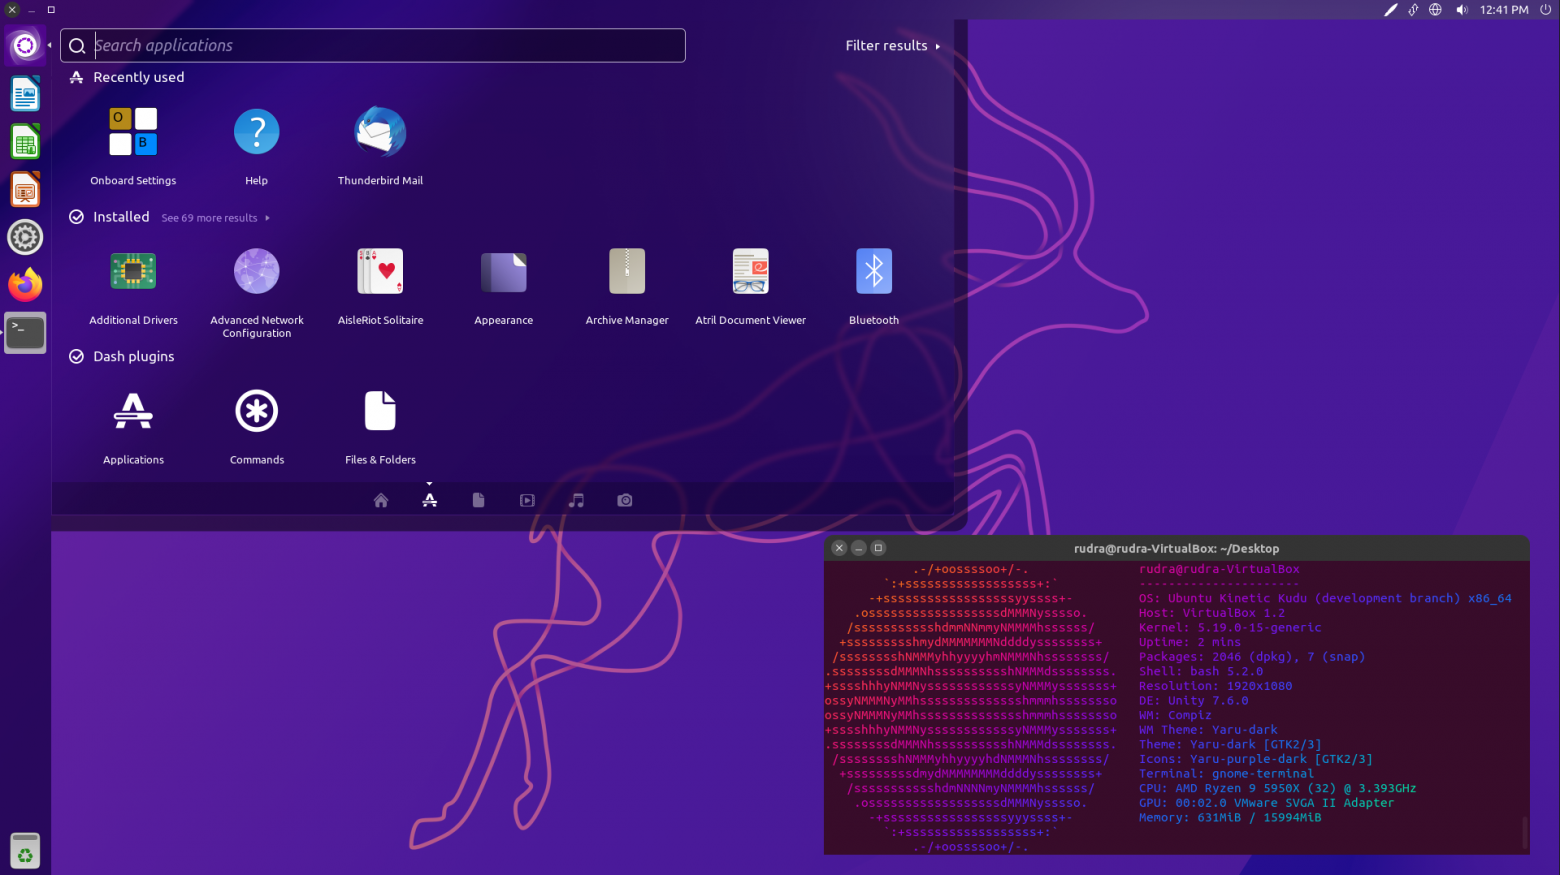 12:41 PM
Search applications
Filter results
Recently used
O
B
?
Onboard Settings
Help
Thunderbird Mail
Installed
See 69 more results
Additional Drivers
Advanced Network
Configuration
AisleRiot Solitaire
Appearance
Archive Manager
Atril Document Viewer
Bluetooth
Dash plugins
Applications
Commands
Files & Folders
>_
rudra@rudra-VirtualBox: ~/Desktop
rudra@rudra-VirtualBox
----------------------
OS: Ubuntu Kinetic Kudu (development branch) x86_64
Host: VirtualBox 1.2
Kernel: 5.19.0-15-generic
Uptime: 2 mins
Packages: 2046 (dpkg), 7 (snap)
Shell: bash 5.2.0
Resolution: 1920x1080
DE: Unity 7.6.0
WM: Compiz
WM Theme: Yaru-dark
Theme: Yaru-dark [GTK2/3]
Icons: Yaru-purple-dark [GTK2/3]
Terminal: gnome-terminal
CPU: AMD Ryzen 9 5950X (32) @ 3.393GHz
GPU: 00:02.0 VMware SVGA II Adapter
Memory: 631MiB / 15994MiB